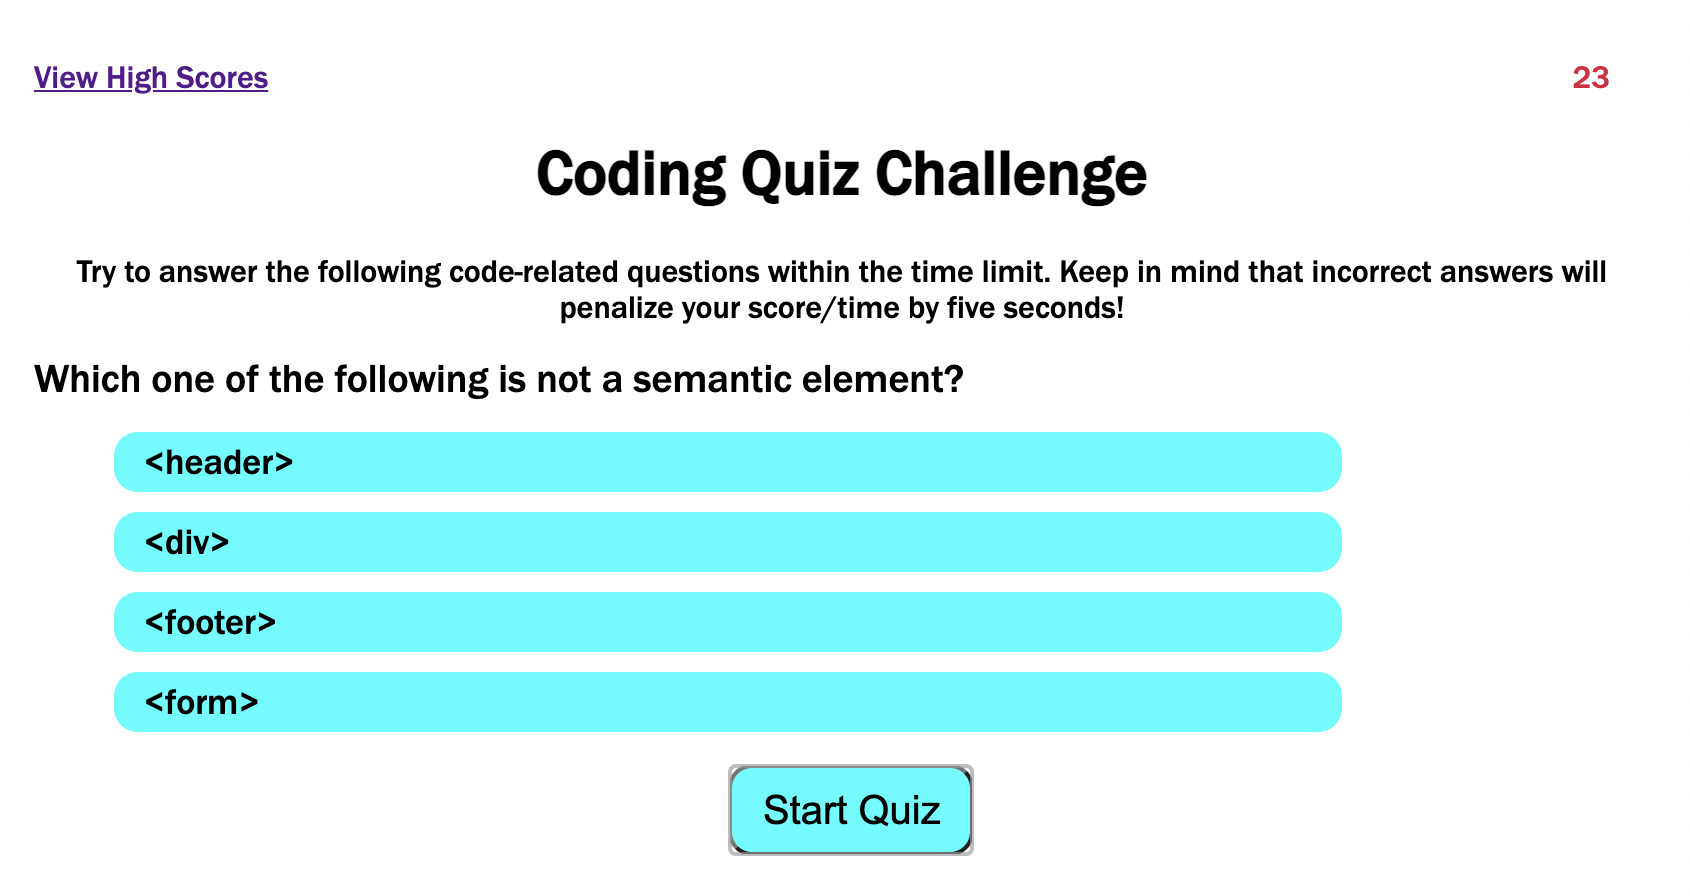 View High Scores
23
Coding Quiz Challenge
Try to answer the following code-related questions within the time limit. Keep in mind that incorrect answers will
penalize your score/time by five seconds!
Which one of the following is not a semantic element?
<header>
<div>
<footer>
<form>
Start Quiz